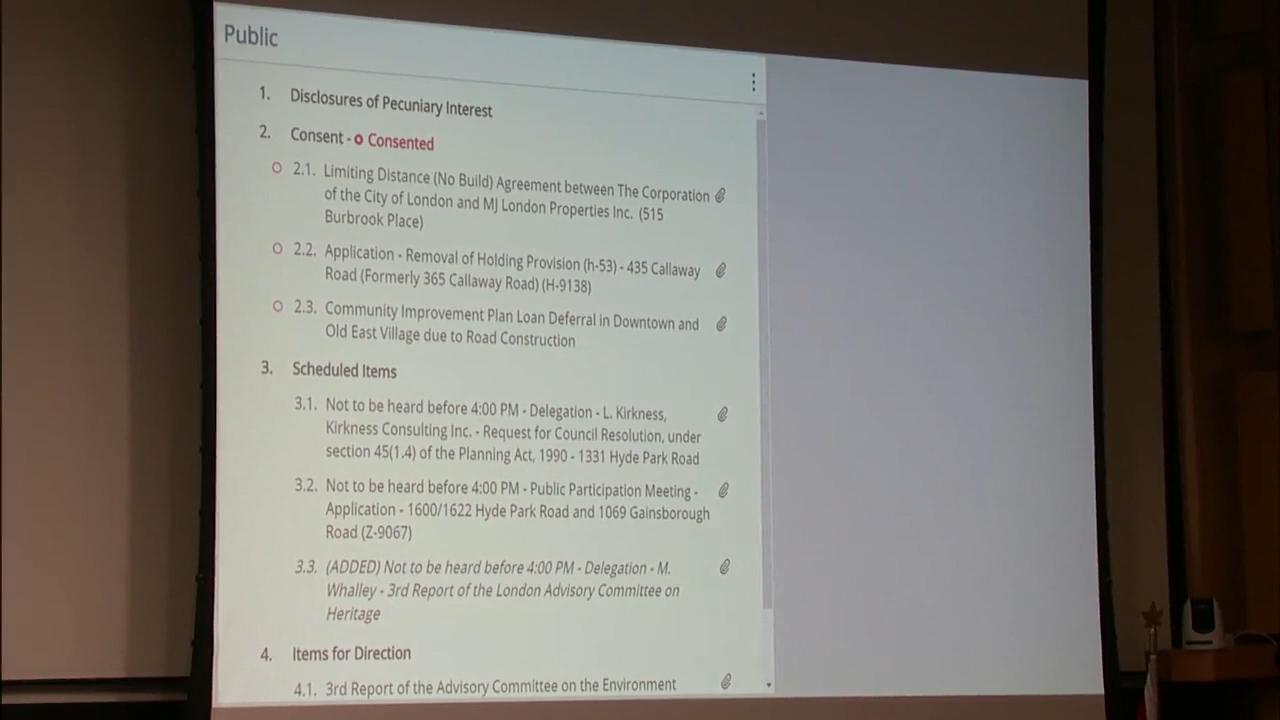 Public
1. Disclosures of Pecuniary Interest
2. Consent - Consented
2.1. Limiting Distance (No Build) Agreement between The Corporation
of the City of London and MJ London Properties Inc. (515
Burbrook Place)
2.2. Application - Removal of Holding Provision (h-53) - 435 Callaway
Road (Formerly 365 Callaway Road) (H-9138)
2.3. Community Improvement Plan Loan Deferral in Downtown and
Old East Village due to Road Construction
3. Scheduled Items
3.1. Not to be heard before 4:00 PM - Delegation - L. Kirkness,
Kirkness Consulting Inc. - Request for Council Resolution, under
section 45(1.4) of the Planning Act, 1990 - 1331 Hyde Park Road
3.2. Not to be heard before 4:00 PM - Public Participation Meeting -
Application - 1600/1622 Hyde Park Road and 1069 Gainsborough
Road (Z-9067)
3.3. (ADDED) Not to be heard before 4:00 PM - Delegation - M.
Whalley - 3rd Report of the London Advisory Committee on
Heritage
4. Items for Direction
4.1. 3rd Report of the Advisory Committee on the Environment